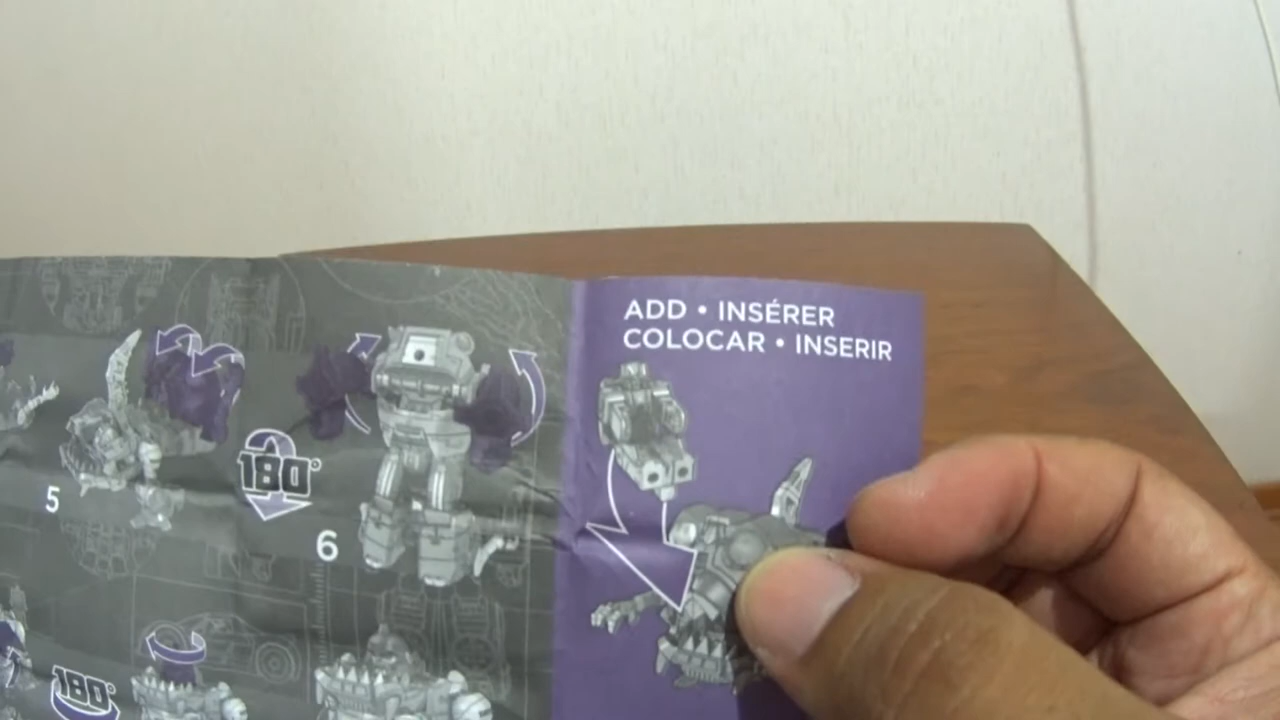 ADD • INSÉRER
COLOCAR • INSERIR
180°
5
6
180°